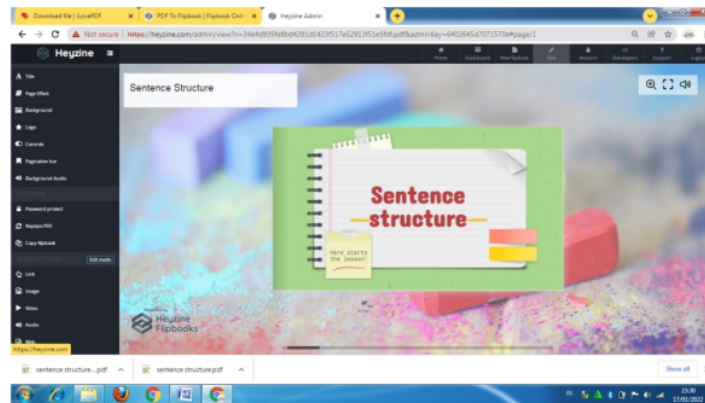 Download file | iLovePDF
PDF To Flipbook | Flipbook Onlin
Heyzine Admin
Not secure
https://heyzine.com/admin/view?n=34e4d935fe8bd4281d1423f517e52913f51e5fdf.pdf&adminkey=6402645d7071570e#page/1
Heyzine
Home
Dashboard
New flipbook
Edit
Account
Developers
Support
Logout
Title
Page Effect
Background
Logo
Controls
Pagination bar
Background Audio
SETTINGS
Password protect
Replace PDF
Copy flipbook
INTERACTIONS
Edit mode
Link
Image
Video
Audio
Web
https://heyzine.com
Sentence Structure
Sentence
structure
Here starts
the lesson!
Heyzine
Flipbooks
sentence structure....pdf
sentence structure.pdf
Show all
23:30
17/01/2022